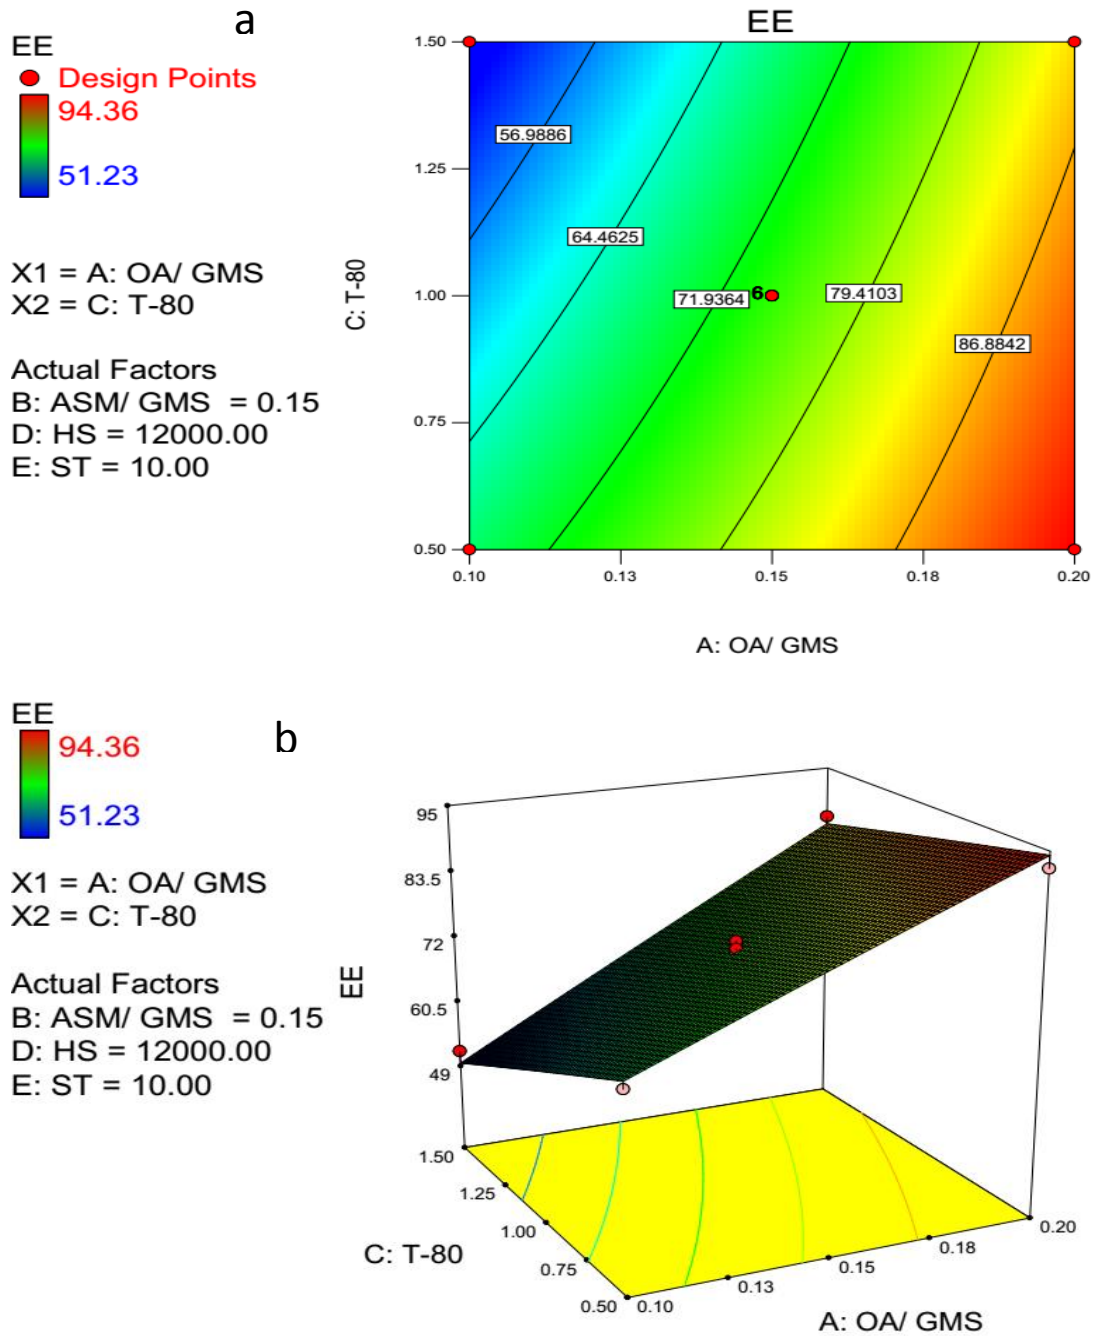 a
EE
EE
Design Points
94.36
51.23
X1 = A: OA/ GMS
X2 = C: T-80
Actual Factors
B: ASM/ GMS = 0.15
D: HS = 12000.00
E: ST = 10.00
1.50
1.25
1.00
0.75
0.50
C: T-80
56.9886
64.4625
71.9364
6
79.4103
86.8842
0.10
0.13
0.15
0.18
0.20
A: OA/ GMS
b
EE
94.36
51.23
X1 = A: OA/ GMS
X2 = C: T-80
Actual Factors
B: ASM/ GMS = 0.15
D: HS = 12000.00
E: ST = 10.00
95
83.5
72
60.5
49
EE
1.50
1.25
1.00
0.75
0.50
C: T-80
0.10
0.13
0.15
0.18
0.20
A: OA/ GMS